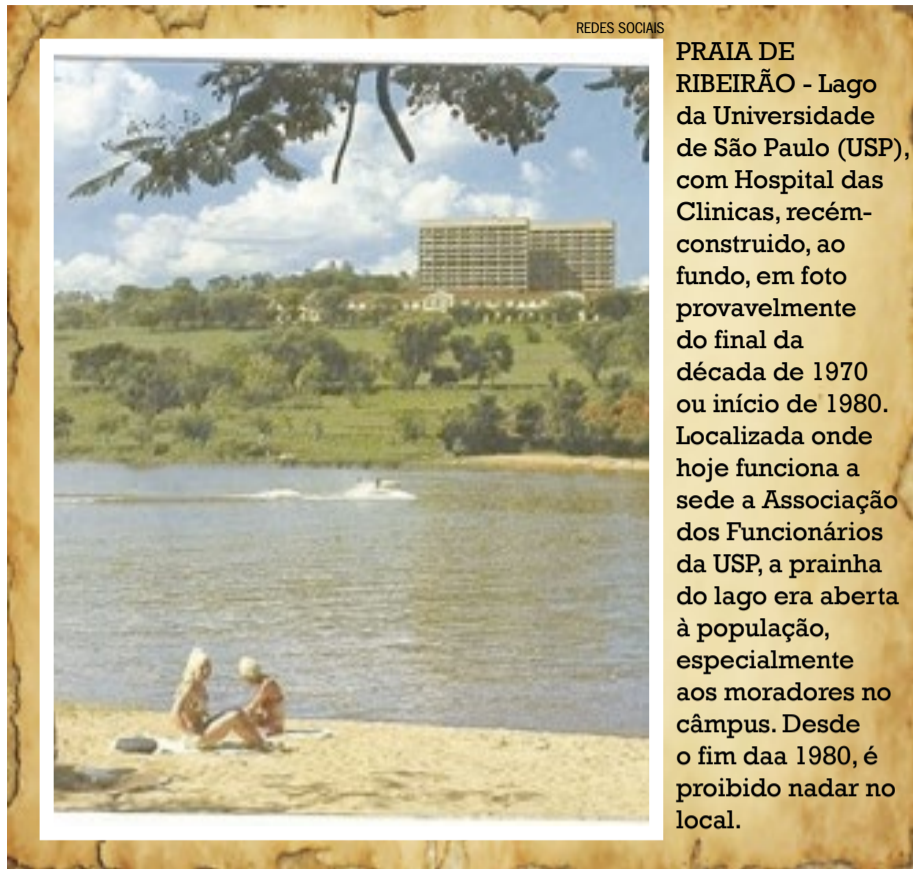 REDES SOCIAIS
PRAIA DE
RIBEIRÃO - Lago
da Universidade
de São Paulo (USP),
com Hospital das
Clinicas, recém-
construido, ao
fundo, em foto
provavelmente
do final da
década de 1970
ou início de 1980.
Localizada onde
hoje funciona a
sede a Associação
dos Funcionários
da USP, a prainha
do lago era aberta
à população,
especialmente
aos moradores no
câmpus. Desde
o fim daa 1980, é
proibido nadar no
local.